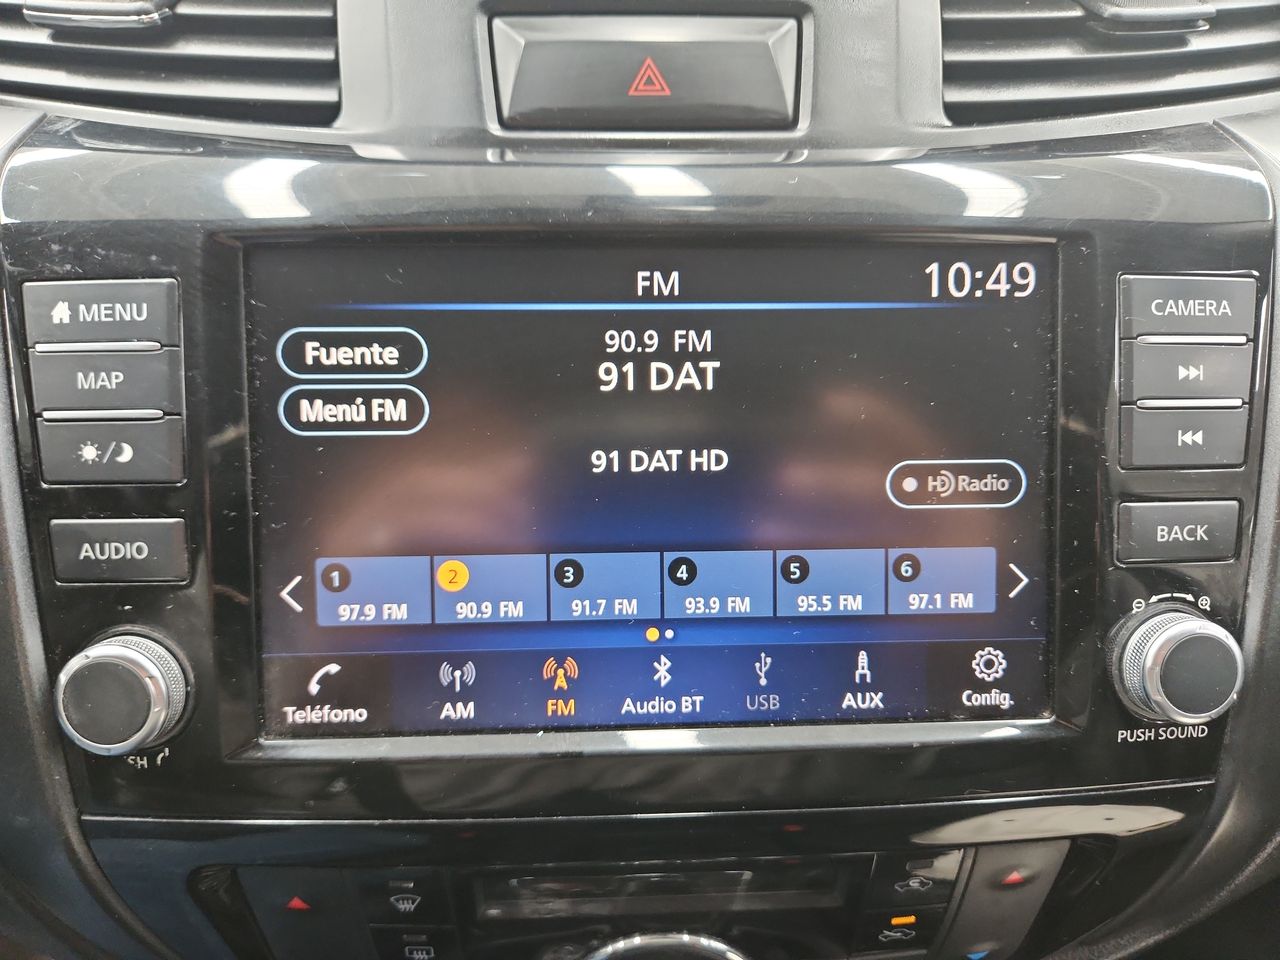 FM
10:49
MENU
MAP
AUDIO
Fuente
Menú FM
90.9 FM
91 DAT
91 DAT HD
HD Radio
CAMERA
BACK
1 2 3 4 5 6
97.9 FM 90.9 FM 91.7 FM 93.9 FM 95.5 FM 97.1 FM
Teléfono AM FM Audio BT USB AUX Config.
PUSH SOUND